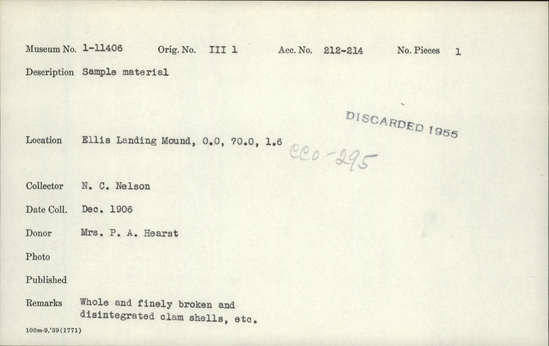 Museum No. 1-11406 Orig. No. III 1 Acc. No. 212-214 No. Pieces 1
Description Sample material
DISCARDED 1955
Location Ellis Landing Mound, 0.0, 70.0, 1.6
CCO-295
Collector N. C. Nelson
Date Coll. Dec. 1906
Donor Mrs. P. A. Hearst
Photo
Published
Remarks Whole and finely broken and
disintegrated clam shells, etc.
100m-9,'39(1771)